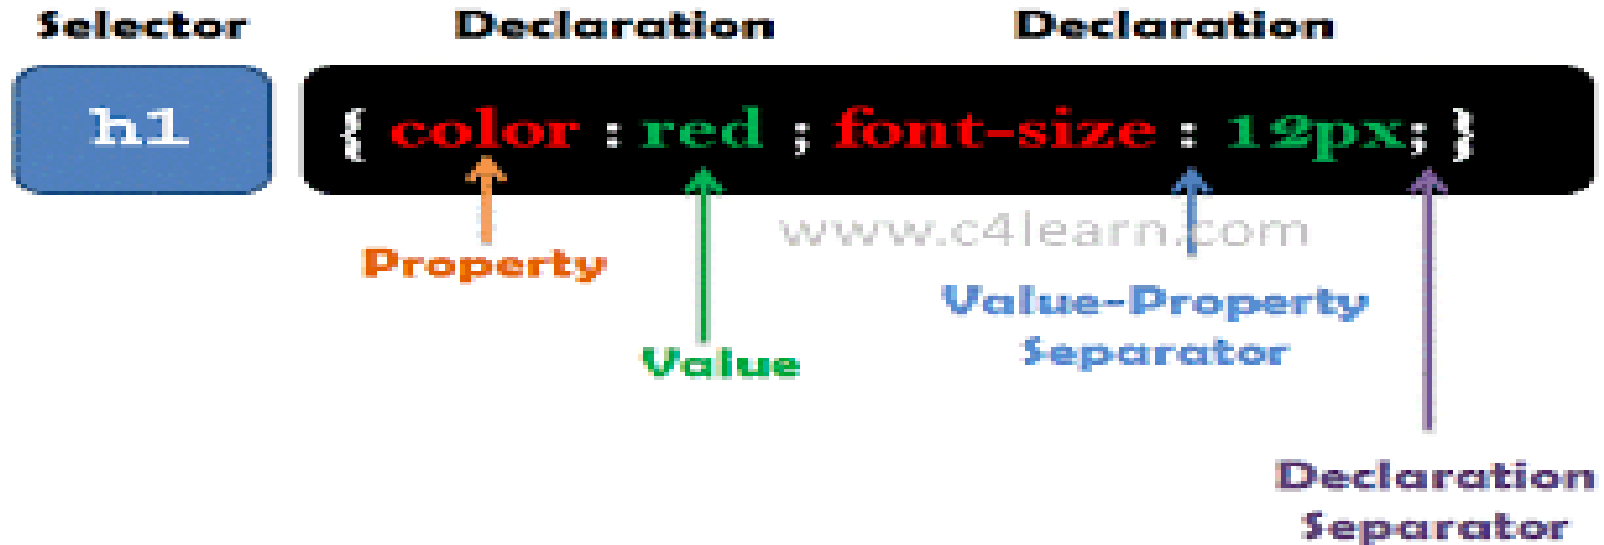 Selector Declaration Declaration
h1 { color : red ; font-size : 12px; }
www.c4learn.com
Property
Value-Property
Separator
Value
Declaration
Separator